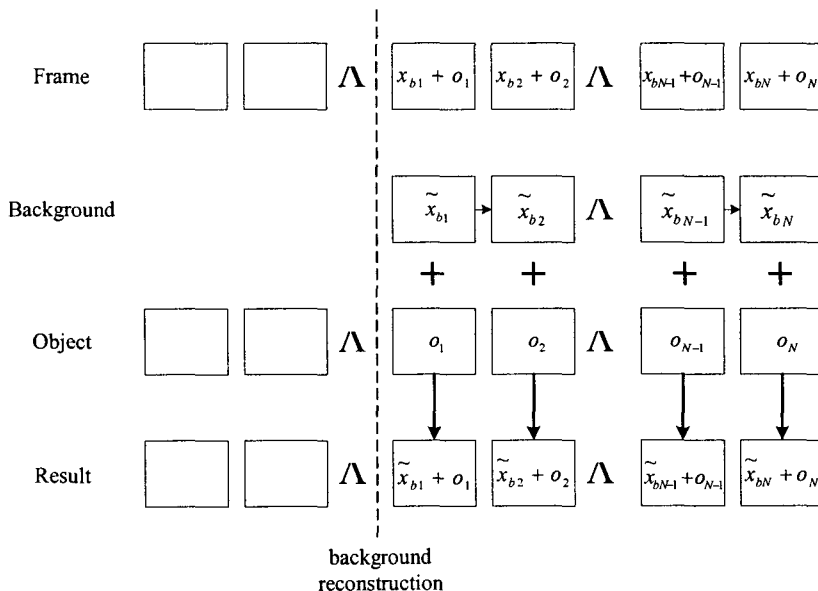 Frame Λ x_{b1} + o_1 x_{b2} + o_2 Λ x_{bN-1} + o_{N-1} x_{bN} + o_N
Background x̃_{b1} x̃_{b2} Λ x̃_{bN-1} x̃_{bN}
+ + + +
Object Λ o_1 o_2 Λ o_{N-1} o_N
Result Λ x̃_{b1} + o_1 x̃_{b2} + o_2 Λ x̃_{bN-1} + o_{N-1} x̃_{bN} + o_N
background
reconstruction